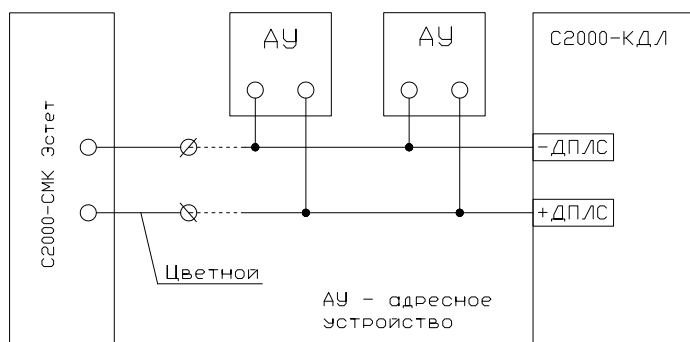 АУ
АУ
С2000-КДЛ
С2000-СМК Эстет
-ДПЛС
+ДПЛС
Цветной
АУ - адресное
устройство